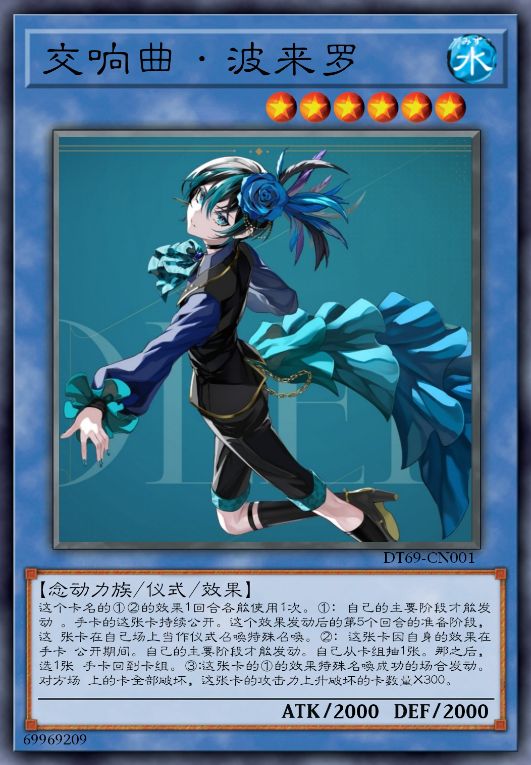 交响曲·波来罗
みず
水
DT69-CN001
【念动力族/仪式/效果】
这个卡名的①②的效果1回合各能使用1次。①: 自己的主要阶段才能发
动 。手卡的这张卡持续公开。这个效果发动后的第5个回合的准备阶段,
这 张卡在自己场上当作仪式召唤特殊召唤。②: 这张卡因自身的效果在
手卡 公开期间。自己的主要阶段才能发动。自己从卡组抽1张。那之后,
选1张 手卡回到卡组。③:这张卡的①的效果特殊召唤成功的场合发动。
对方场 上的卡全部破坏,这张卡的攻击力上升破坏的卡数量X300。
ATK/2000 DEF/2000
69969209